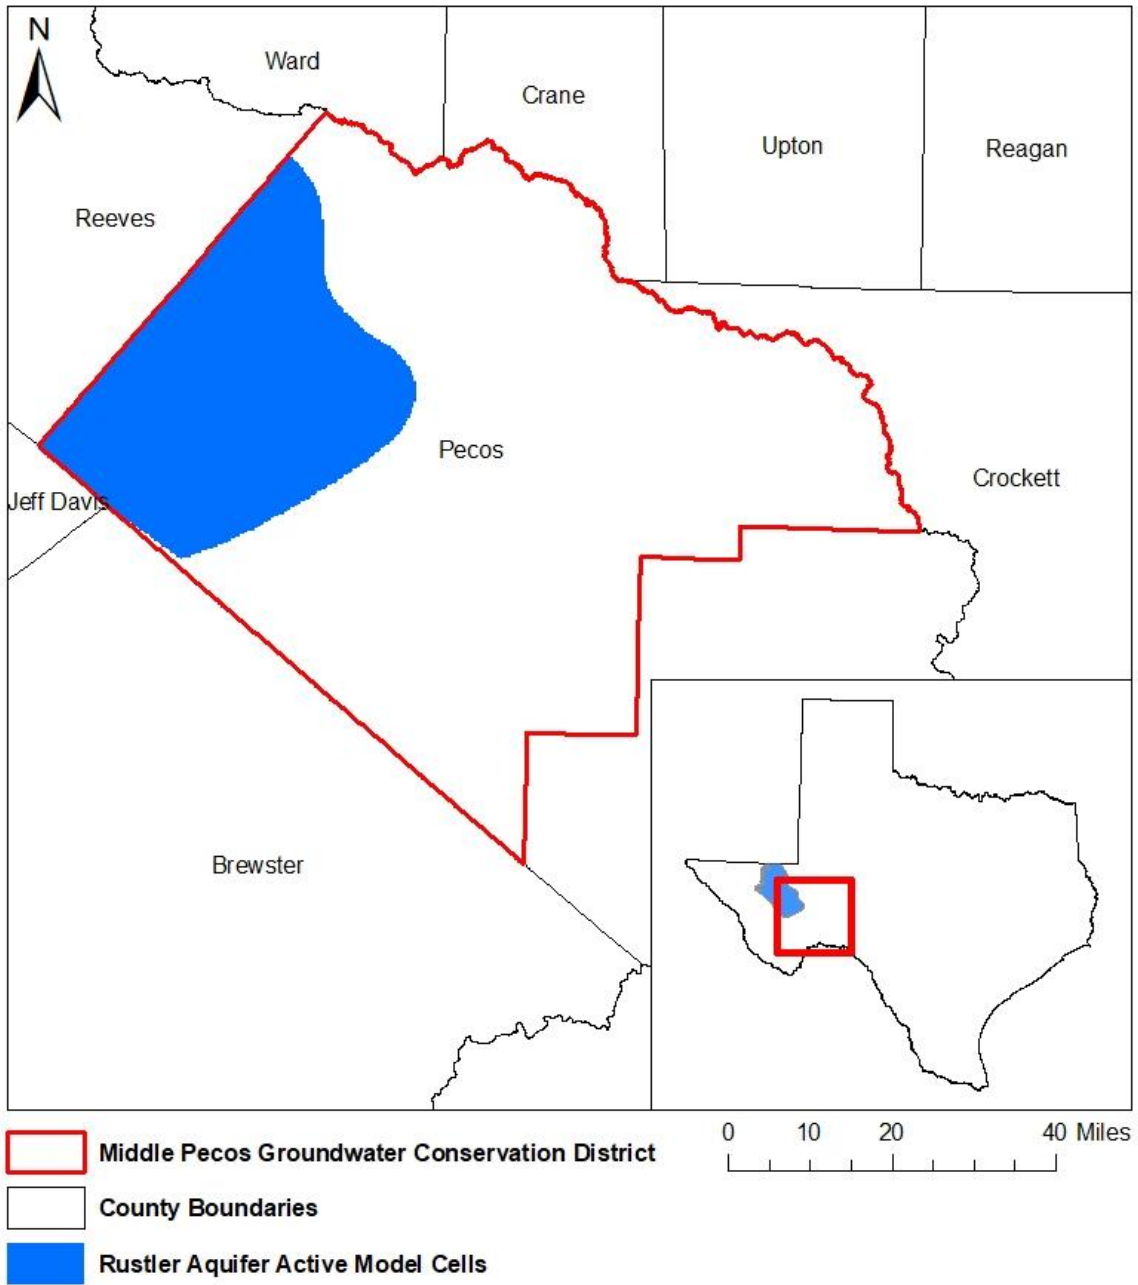 N
Ward
Crane
Upton
Reagan
Reeves
Pecos
Crockett
Jeff Davis
Brewster
0 10 20 40 Miles
Middle Pecos Groundwater Conservation District
County Boundaries
Rustler Aquifer Active Model Cells